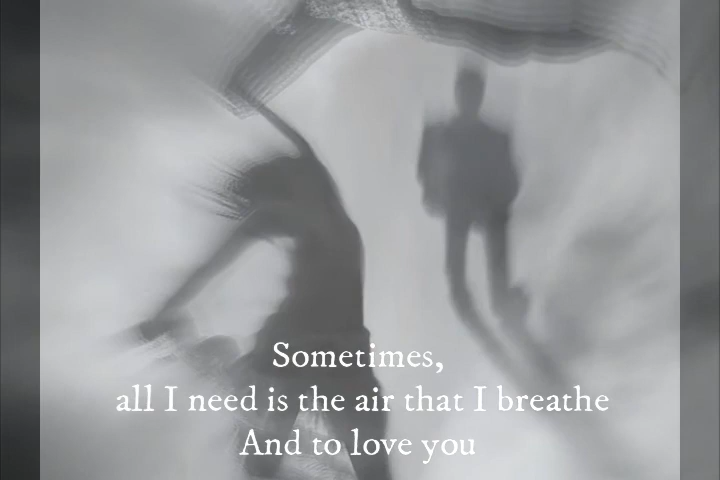 Sometimes,
all I need is the air that I breathe
And to love you